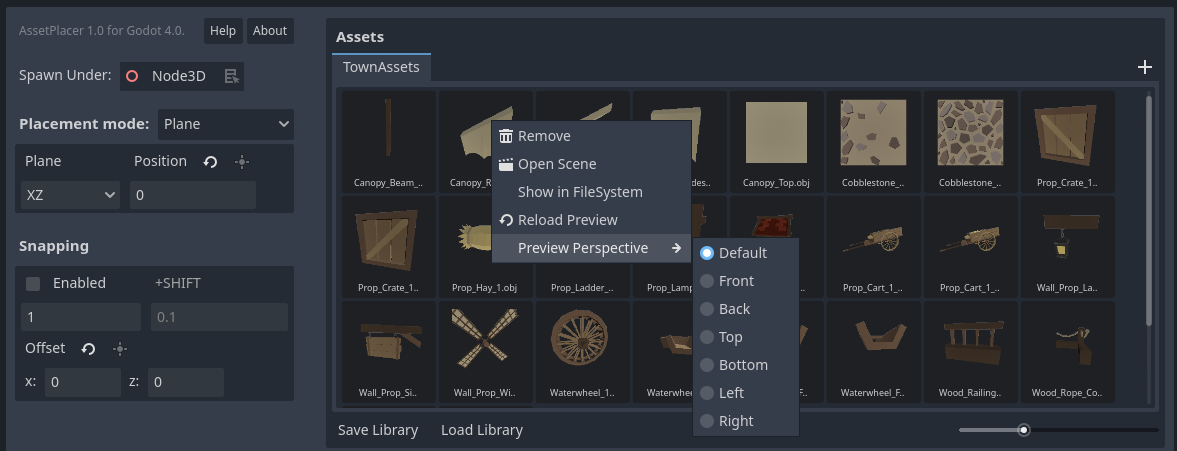 AssetPlacer 1.0 for Godot 4.0.
Help
About
Spawn Under:
Node3D
Placement mode:
Plane
Plane
Position
XZ
0
Snapping
Enabled
+SHIFT
1
0.1
Offset
x:
0
z:
0
Assets
TownAssets
+
Canopy_Beam_..
Canopy_R
des..
Canopy_Top.obj
Cobblestone_..
Cobblestone_..
Prop_Crate_1..
Remove
Open Scene
Show in FileSystem
Reload Preview
Preview Perspective
Default
Front
Back
Top
Bottom
Left
Right
Prop_Crate_1..
Prop_Hay_1.obj
Prop_Ladder_..
Prop_Lamp
Prop_Cart_1_..
Prop_Cart_1_..
Wall_Prop_La..
Wall_Prop_Si..
Wall_Prop_Wi..
Waterwheel_1..
Waterwhe
F..
Waterwheel_F..
Wood_Railing..
Wood_Rope_Co..
Save Library
Load Library